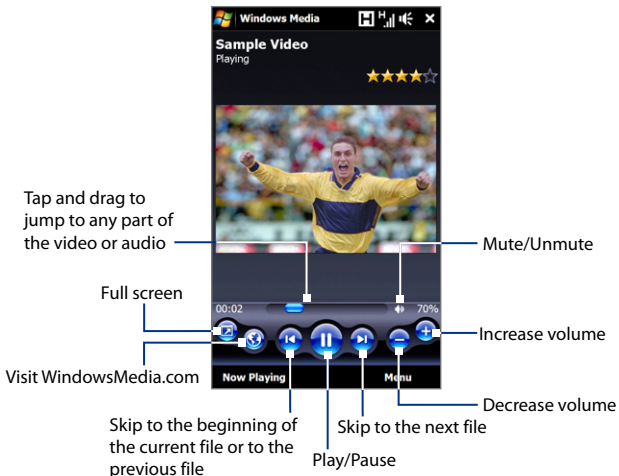 Windows Media
H
Sample Video
Playing
Tap and drag to
jump to any part of
the video or audio
Mute/Unmute
Full screen
00:02
70%
Increase volume
Visit WindowsMedia.com
Now Playing
Menu
Decrease volume
Skip to the beginning of
the current file or to the
previous file
Skip to the next file
Play/Pause